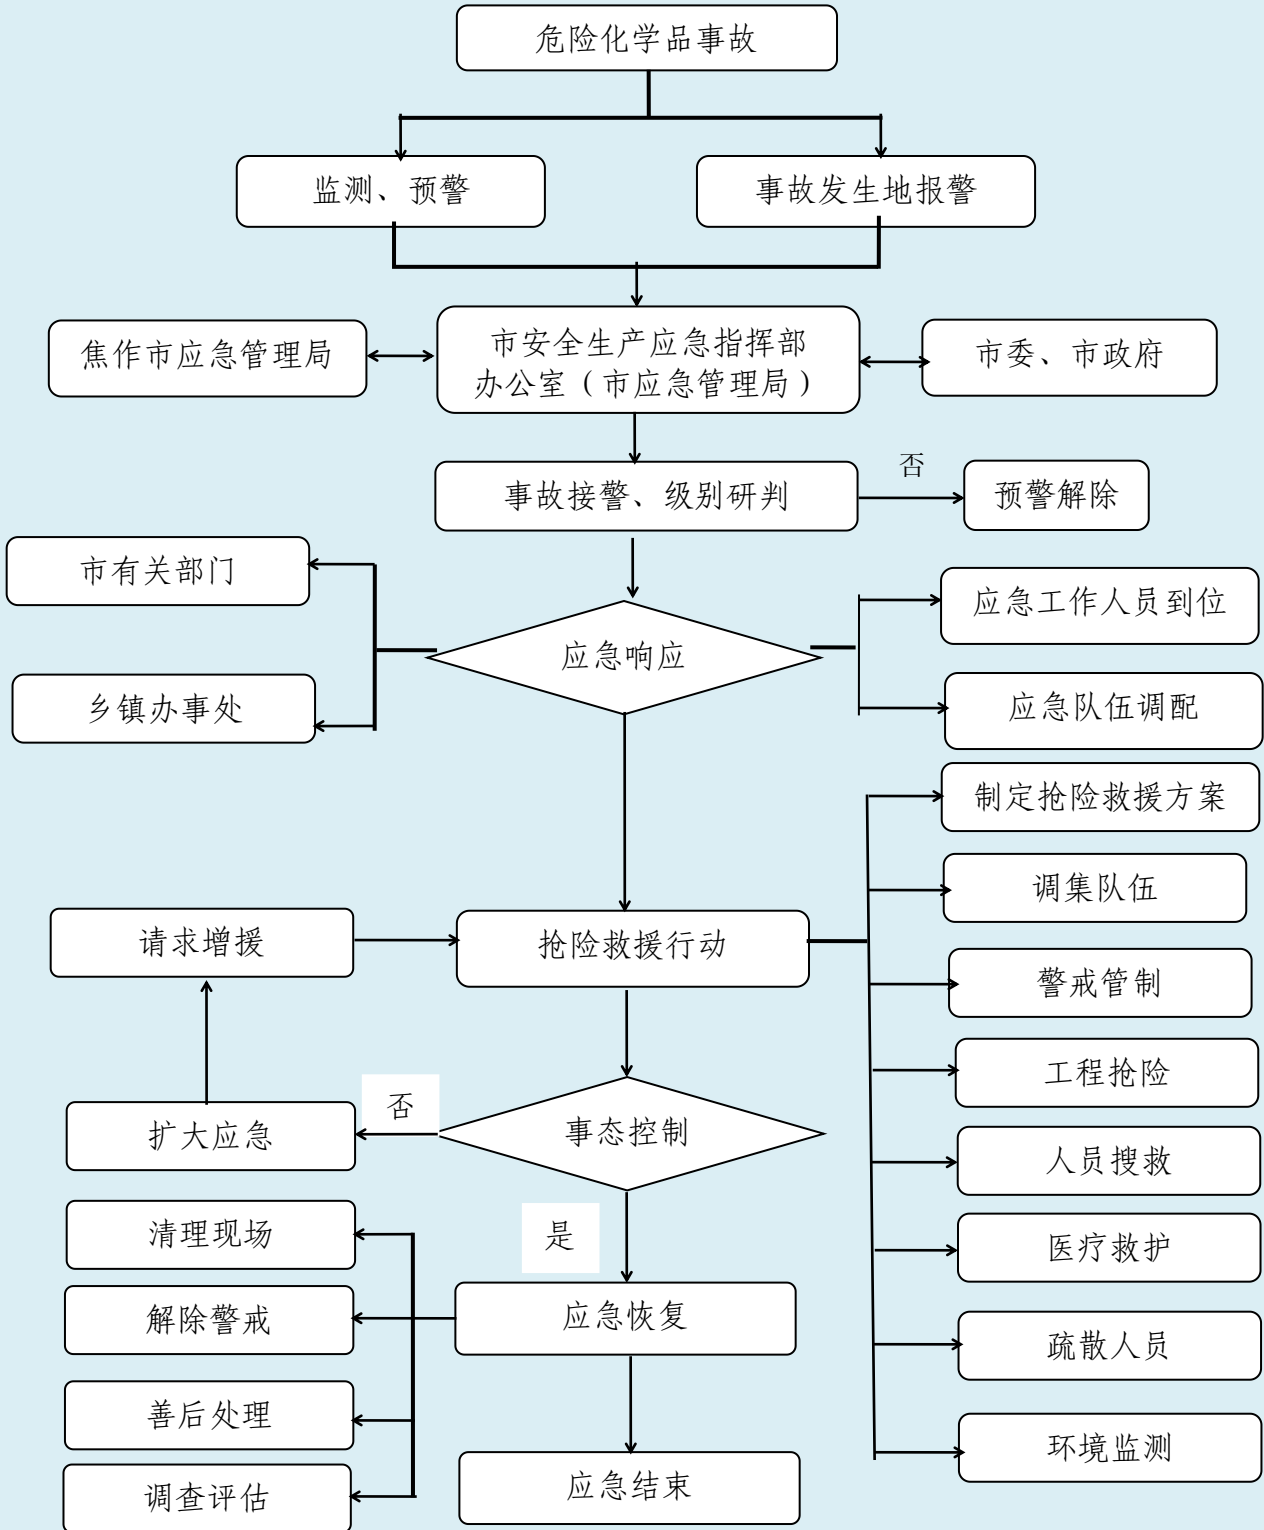 危险化学品事故
监测、预警
事故发生地报警
焦作市应急管理局
市安全生产应急指挥部
办公室（市应急管理局）
市委、市政府
事故接警、级别研判
否
预警解除
市有关部门
应急响应
应急工作人员到位
乡镇办事处
应急队伍调配
制定抢险救援方案
调集队伍
请求增援
抢险救援行动
警戒管制
工程抢险
否
扩大应急
事态控制
人员搜救
清理现场
是
医疗救护
解除警戒
应急恢复
疏散人员
善后处理
环境监测
调查评估
应急结束